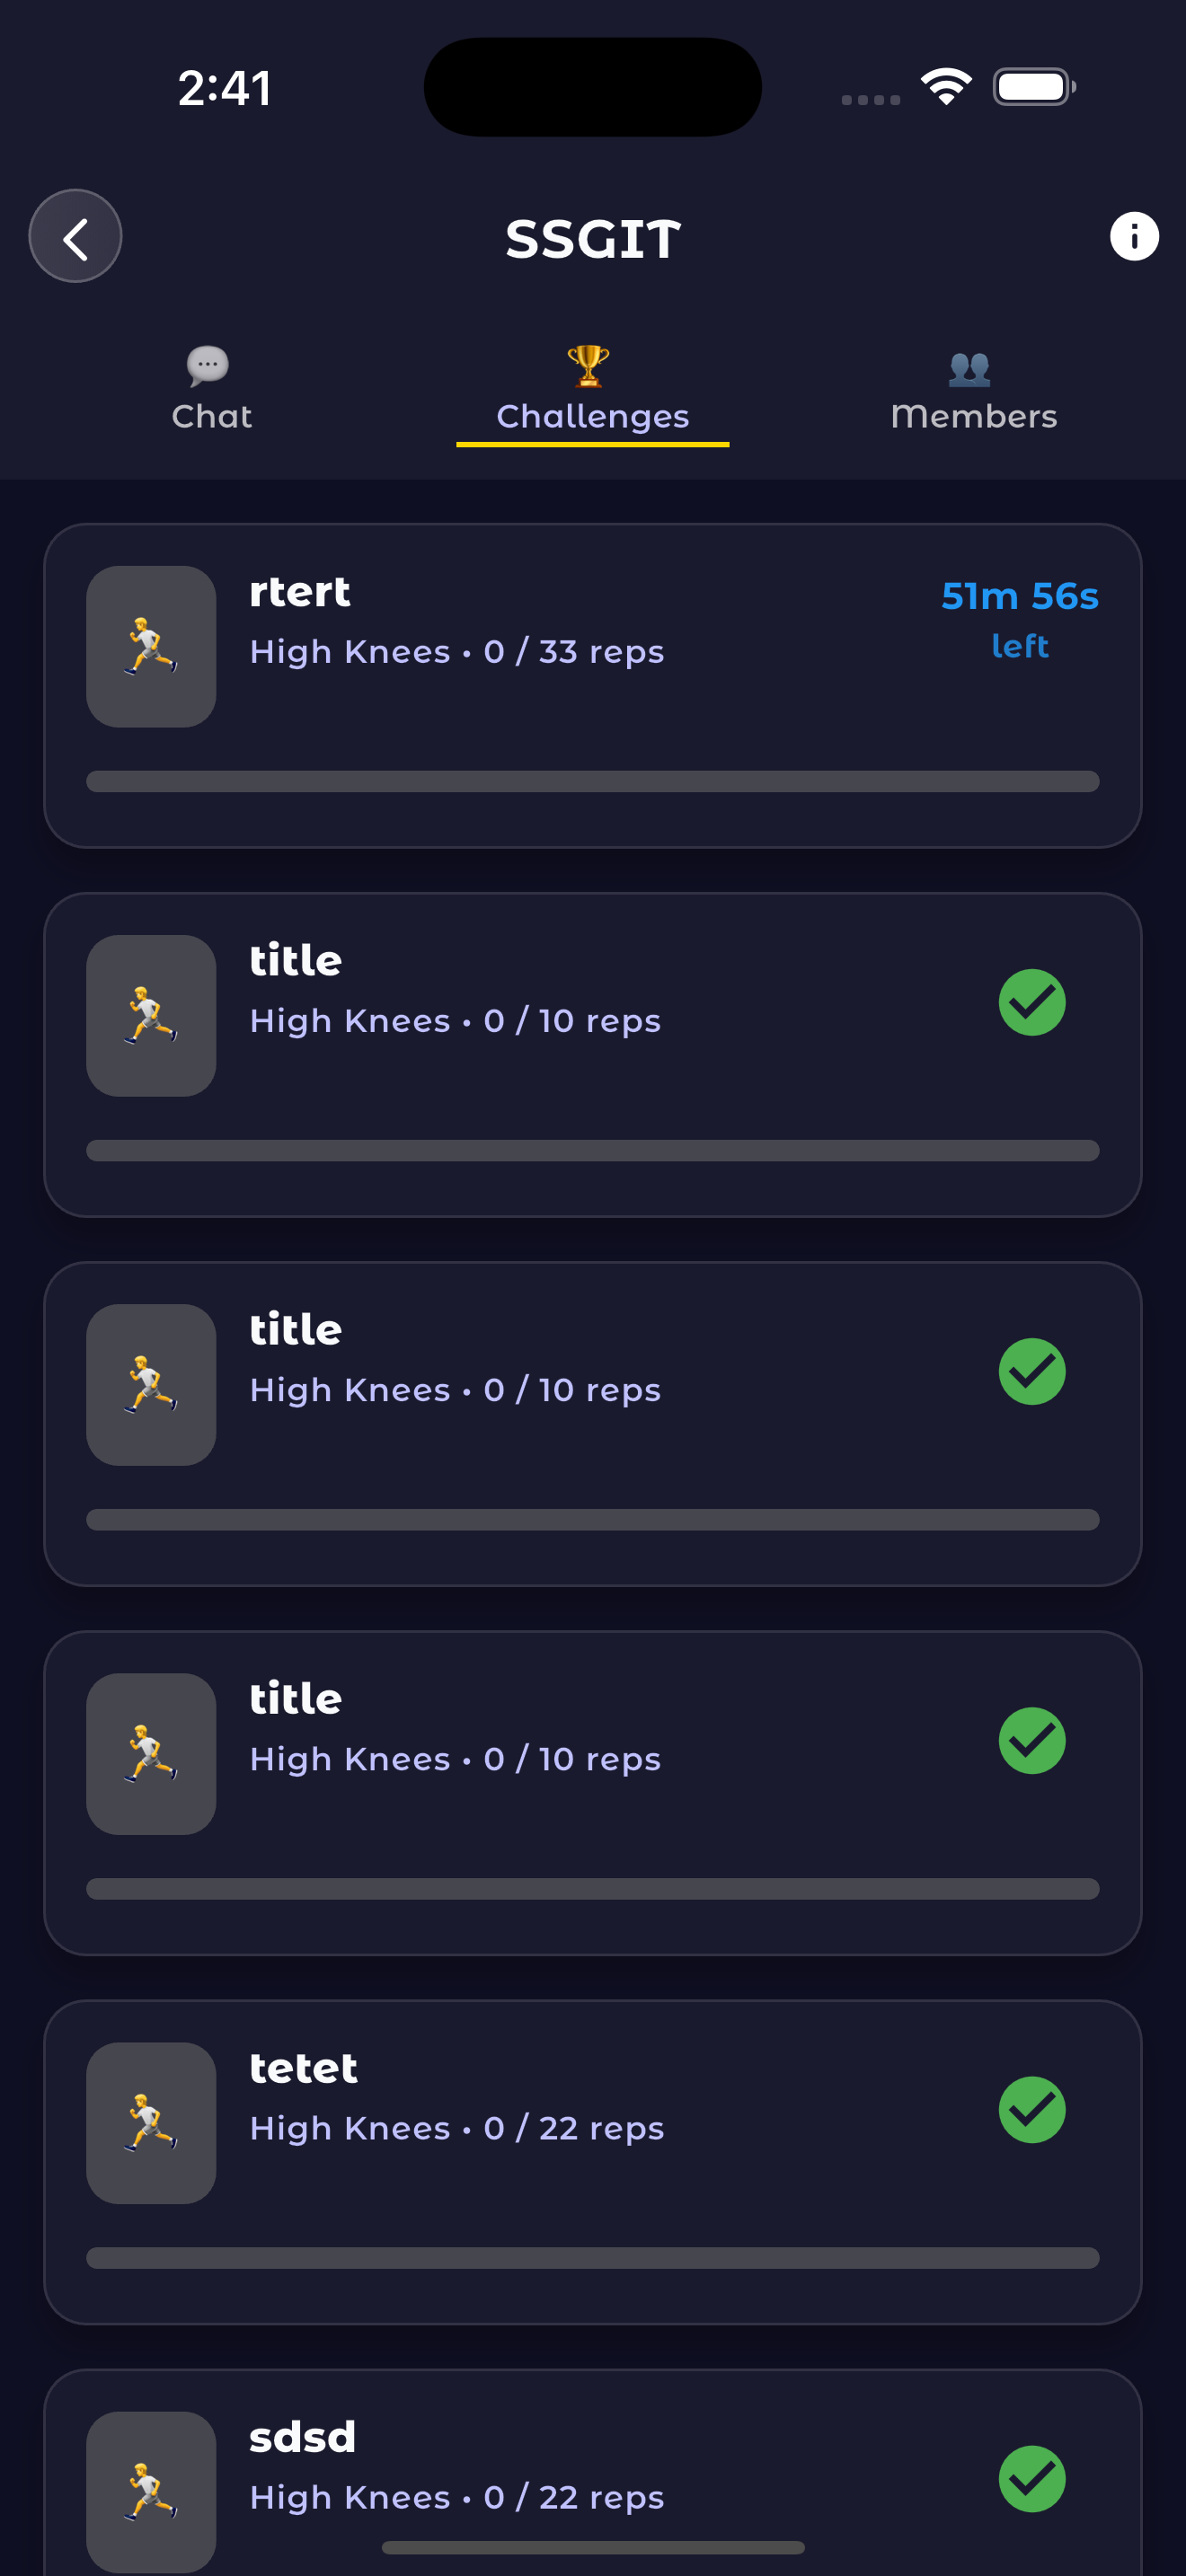 2:41
SSGIT
Chat
Challenges
Members
rtert
51m 56s
High Knees • 0 / 33 reps
left
title
High Knees • 0 / 10 reps
title
High Knees • 0 / 10 reps
title
High Knees • 0 / 10 reps
tetet
High Knees • 0 / 22 reps
sdsd
High Knees • 0 / 22 reps